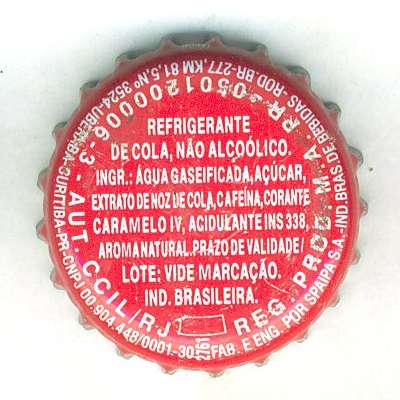 REFRIGERANTE
DE COLA, NÃO ALCOÓLICO.
INGR.: ÁGUA GASEIFICADA, AÇÚCAR,
EXTRATO DE NOZ DE COLA, CAFEÍNA, CORANTE
CARAMELO IV, ACIDULANTE INS 338,
AROMA NATURAL. PRAZO DE VALIDADE/
LOTE: VIDE MARCAÇÃO.
IND. BRASILEIRA.
REG. PROD. M.A. PR-30501200006-3 - AUT. CCIL/RJ
FAB. E ENG. POR SPAIPA S.A.-IND.BRAS.DE BEBIDAS-ROD.BR-277,KM 81,5,Nº 3524-UBERABA-CURITIBA-PR-CNPJ 00.904.448/0001-30
2761